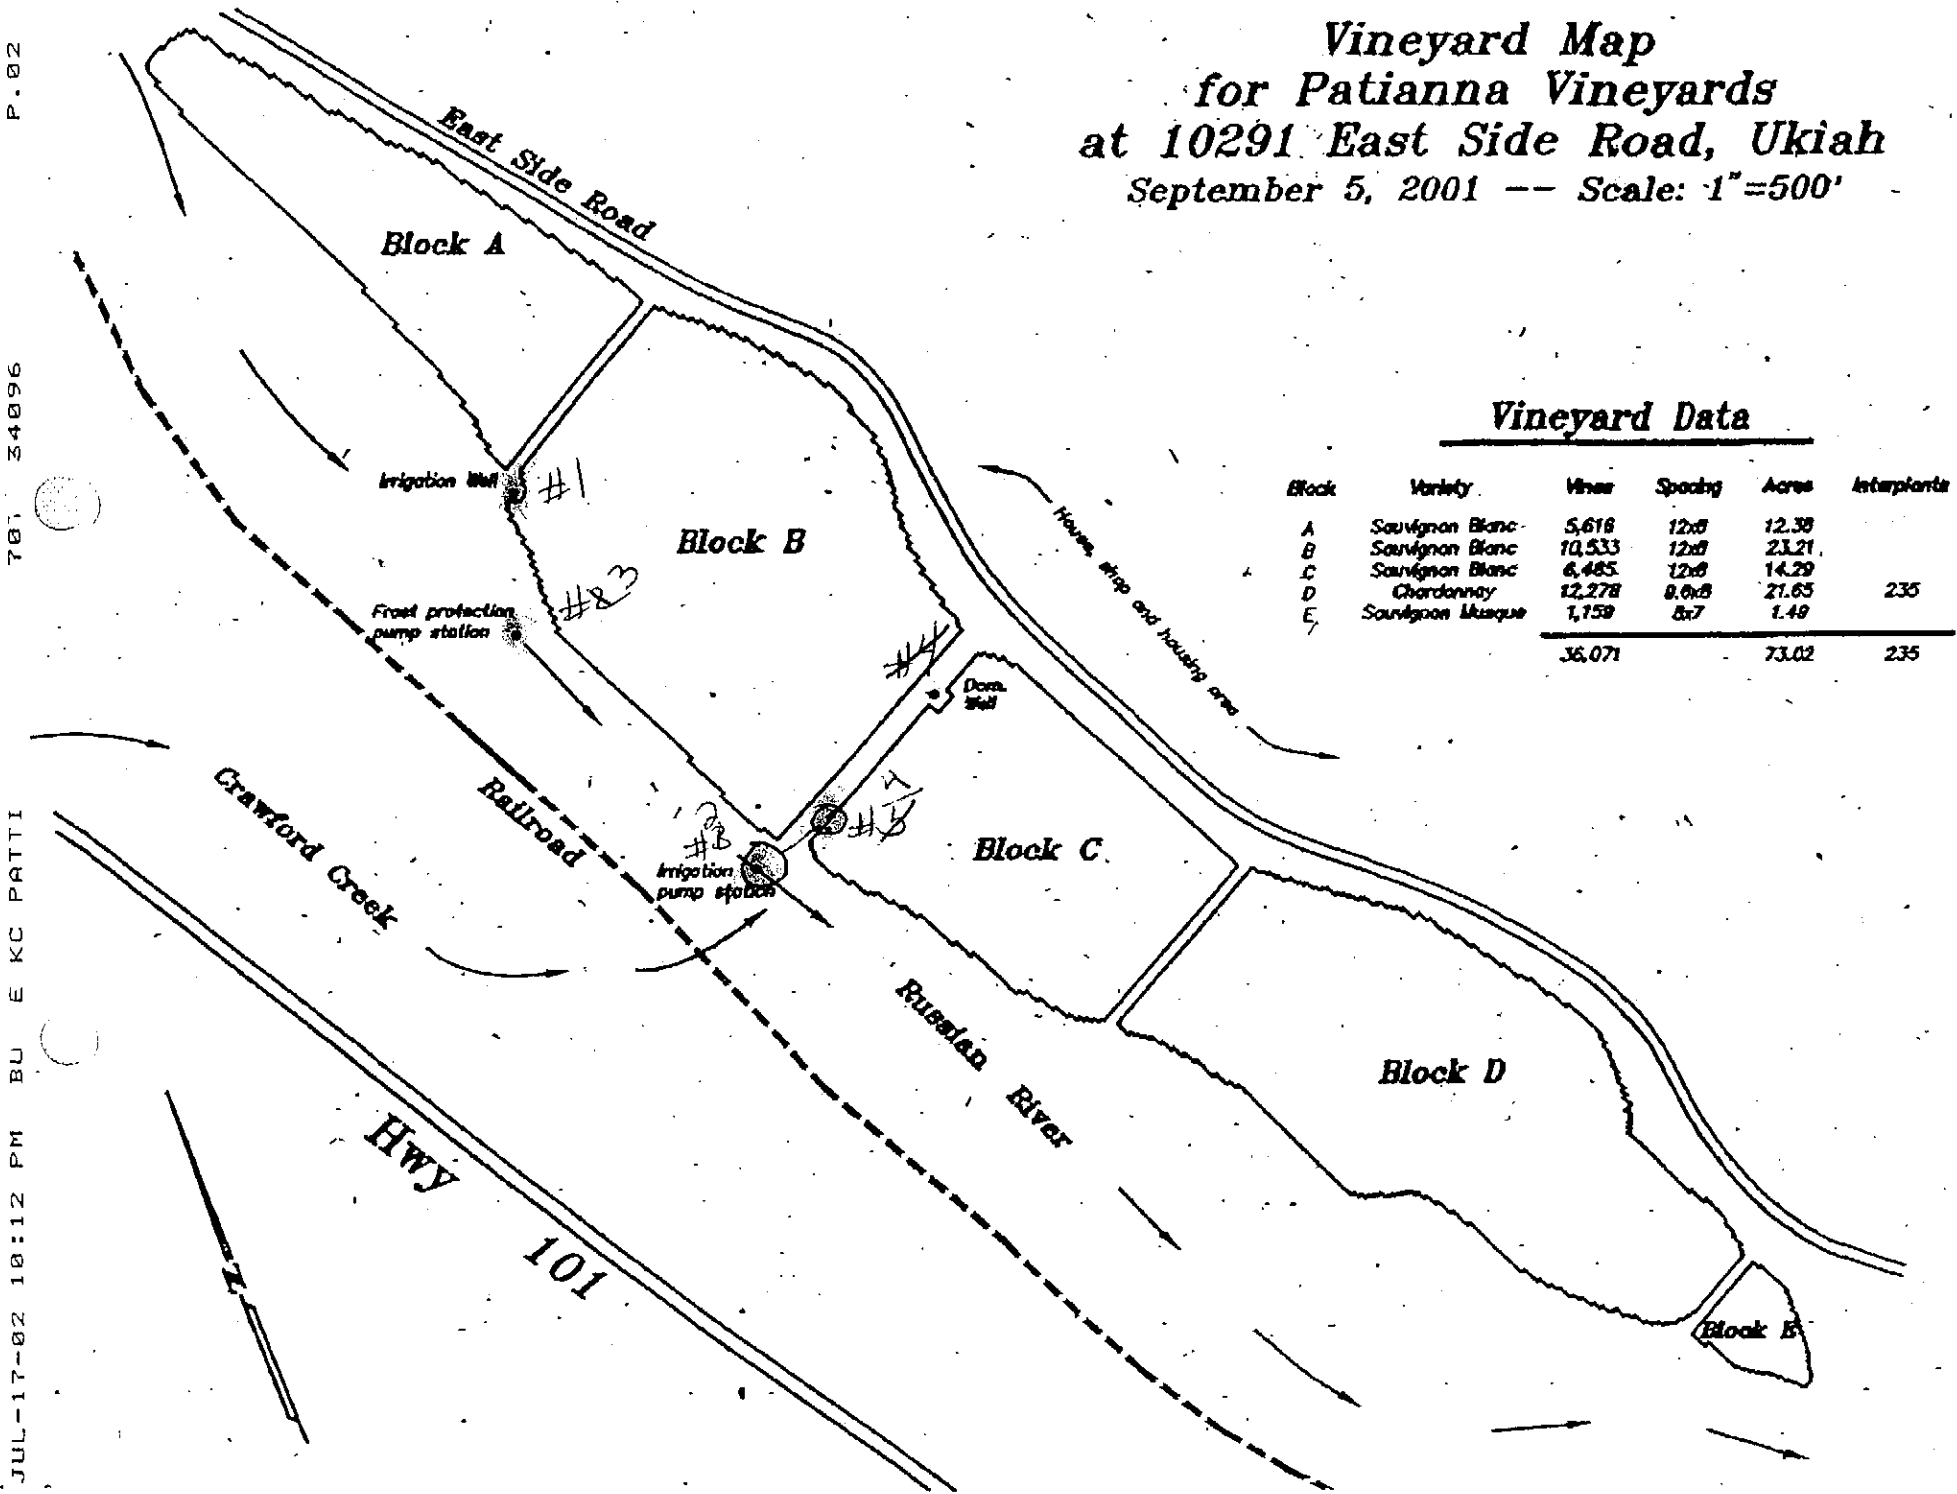 Vineyard Map
for Patianna Vineyards
at 10291 East Side Road, Ukiah
September 5, 2001 -- Scale: 1"=500'
P.02
34096
JUL-17-02 10:12 PM BU E KC PATTI
East Side Road
Block A
Irrigation Well
#1
Block B
Frost protection
pump station
#3
#4
Dom.
Well
House, shop and housing area
Vineyard Data
Block Variety Vines Spacing Acres Interplants
A Sauvignon Blanc 5,616 12x8 12.38
B Sauvignon Blanc 10,533 12x8 23.21
C Sauvignon Blanc 6,485 12x8 14.29
D Chardonnay 12,278 9.6x8 21.65 235
E Sauvignon Musque 1,159 8x7 1.49
36,071 73.02 235
Crawford Creek
Railroad
Irrigation
pump station
Block C
Russian River
Block D
Block E
Hwy 101
N